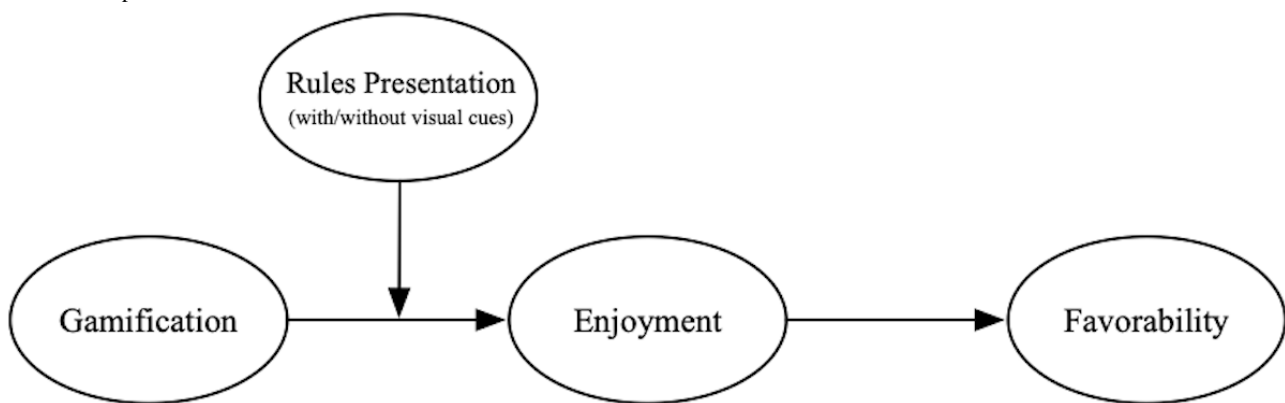 Rules Presentation
(with/without visual cues)
Gamification
Enjoyment
Favorability